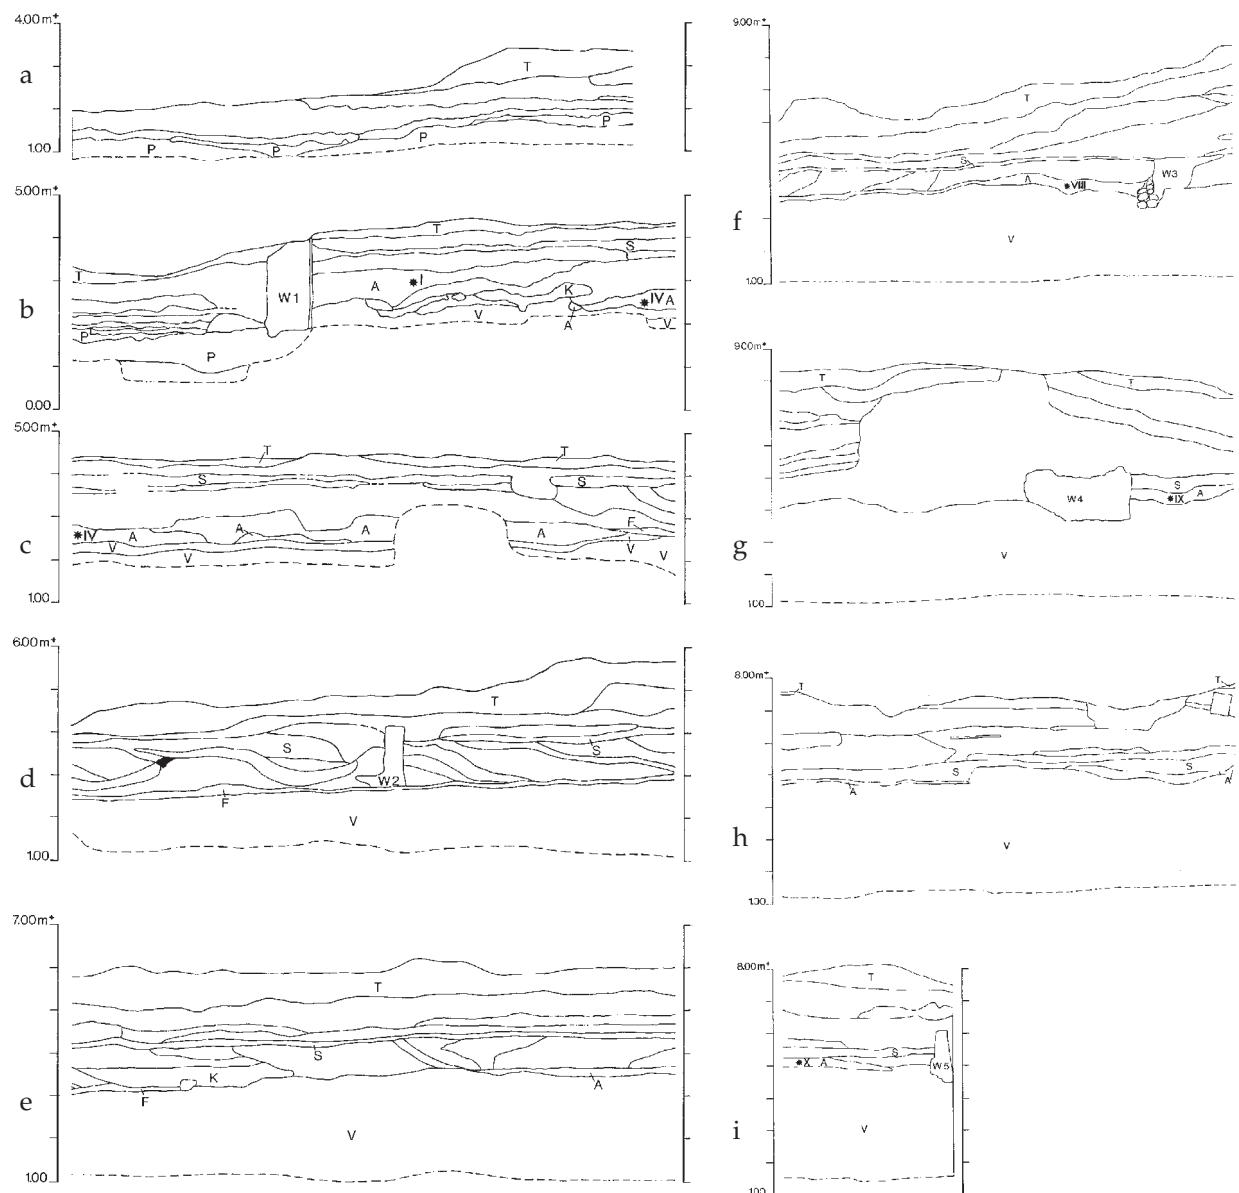 4.00m+
a
T
P
P
P
P
1.00
5.00m+
b
T
T
S
W1
A
I
K
IV A
P
V
A
V
P
0.00
5.00m+
c
T
T
S
S
IV
A
A
A
A
F
V
V
V
V
1.00
6.00m+
d
T
S
S
W2
F
V
1.00
7.00m+
e
T
S
K
F
A
V
1.00
9.00m+
f
T
S
W3
A
VIII
V
1.00
9.00m+
g
T
T
W4
S
A
IX
V
1.00
8.00m+
h
T
T
S
S
A
A
V
1.00
8.00m+
i
T
S
X A
W5
V
1.00